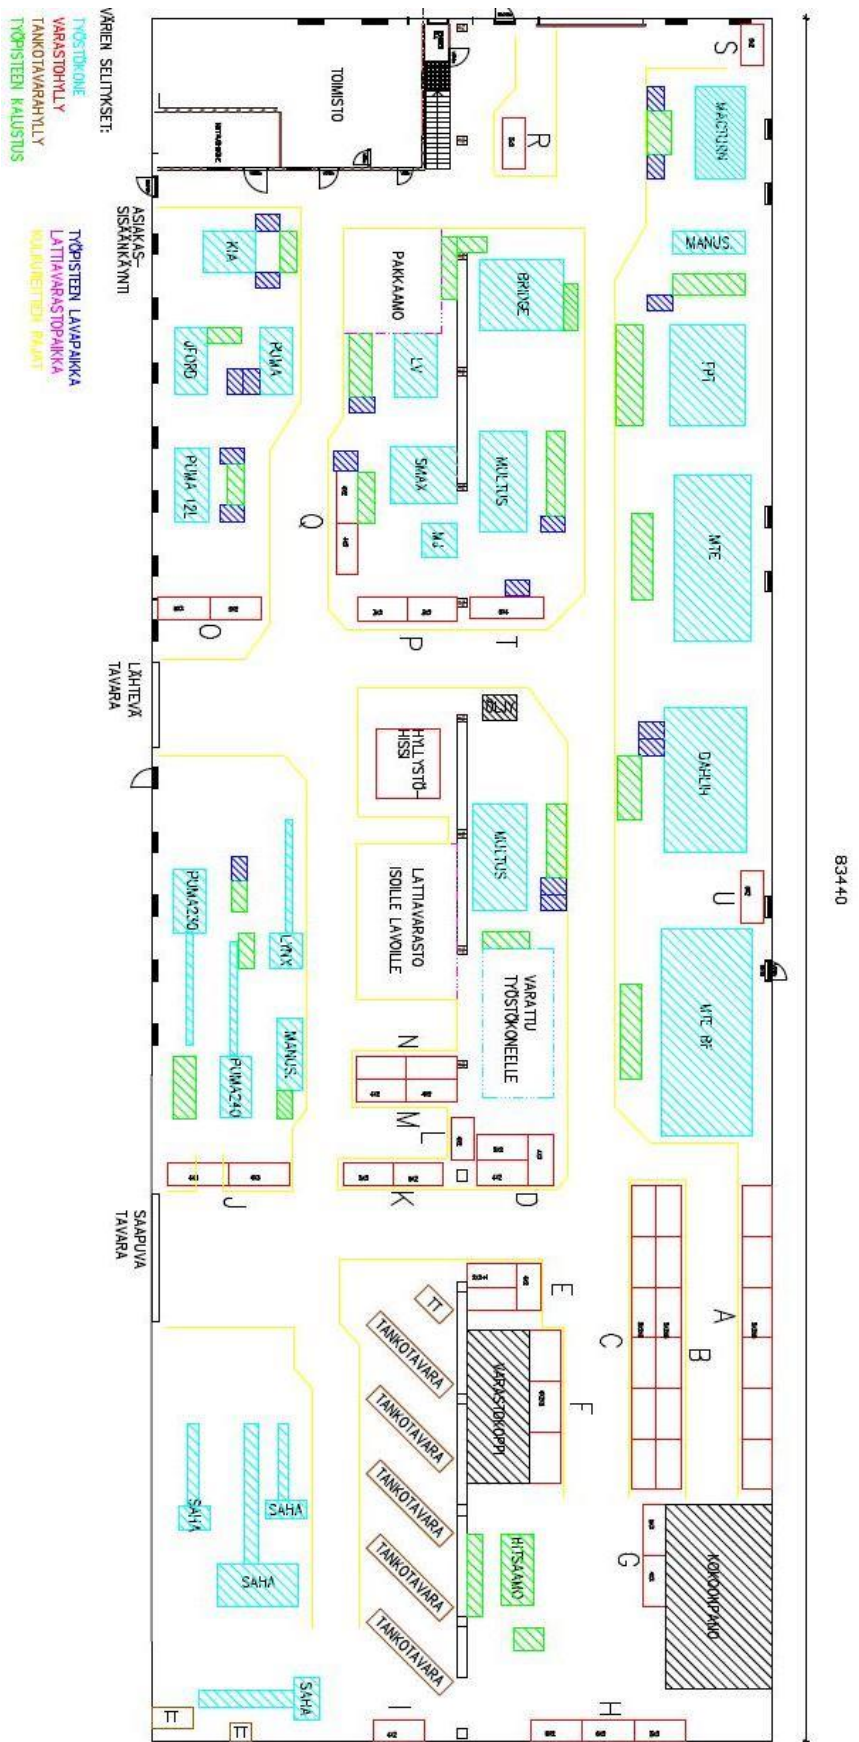 VÄRIEN SELITYKSET:
TYÖSTÖKONE
VARASTOHYLLY
TANKOTAVARAHYLLY
TYÖPISTEEN KALUSTUS
TYÖPISTEEN LAVAPAIKKA
LATTIAVARASTOPAIKKA
KULKUREITTIEN RAJAT
83440
TOIMISTO
ASIAKAS-
SISÄÄNKÄYNTI
S
R
MACTURN
MANUS.
KIA
PAKKAAMO
BRIDGE
FPT
JFORD
PUMA
LV
PUMA 12L
SMAX
MULTUS
MTE
Q
O
P
T
LÄHTEVÄ
TAVARA
HYLLYSTÖ-
HISSI
DAHLIH
MULTUS
U
PUMA230
LYNX
LATTIAVARASTO
ISOILLE LAVOILLE
VARATTU
TYÖSTÖKONEELLE
MTE BF
MANUS.
PUMA240
N
M
L
J
K
D
SAAPUVA
TAVARA
E
A
B
C
TT
TANKOTAVARA
TANKOTAVARA
TANKOTAVARA
TANKOTAVARA
TANKOTAVARA
VARASTOKOPPI
F
SAHA
SAHA
SAHA
SAHA
HITSAAMO
G
KOKOONPANO
TT
TT
I
H